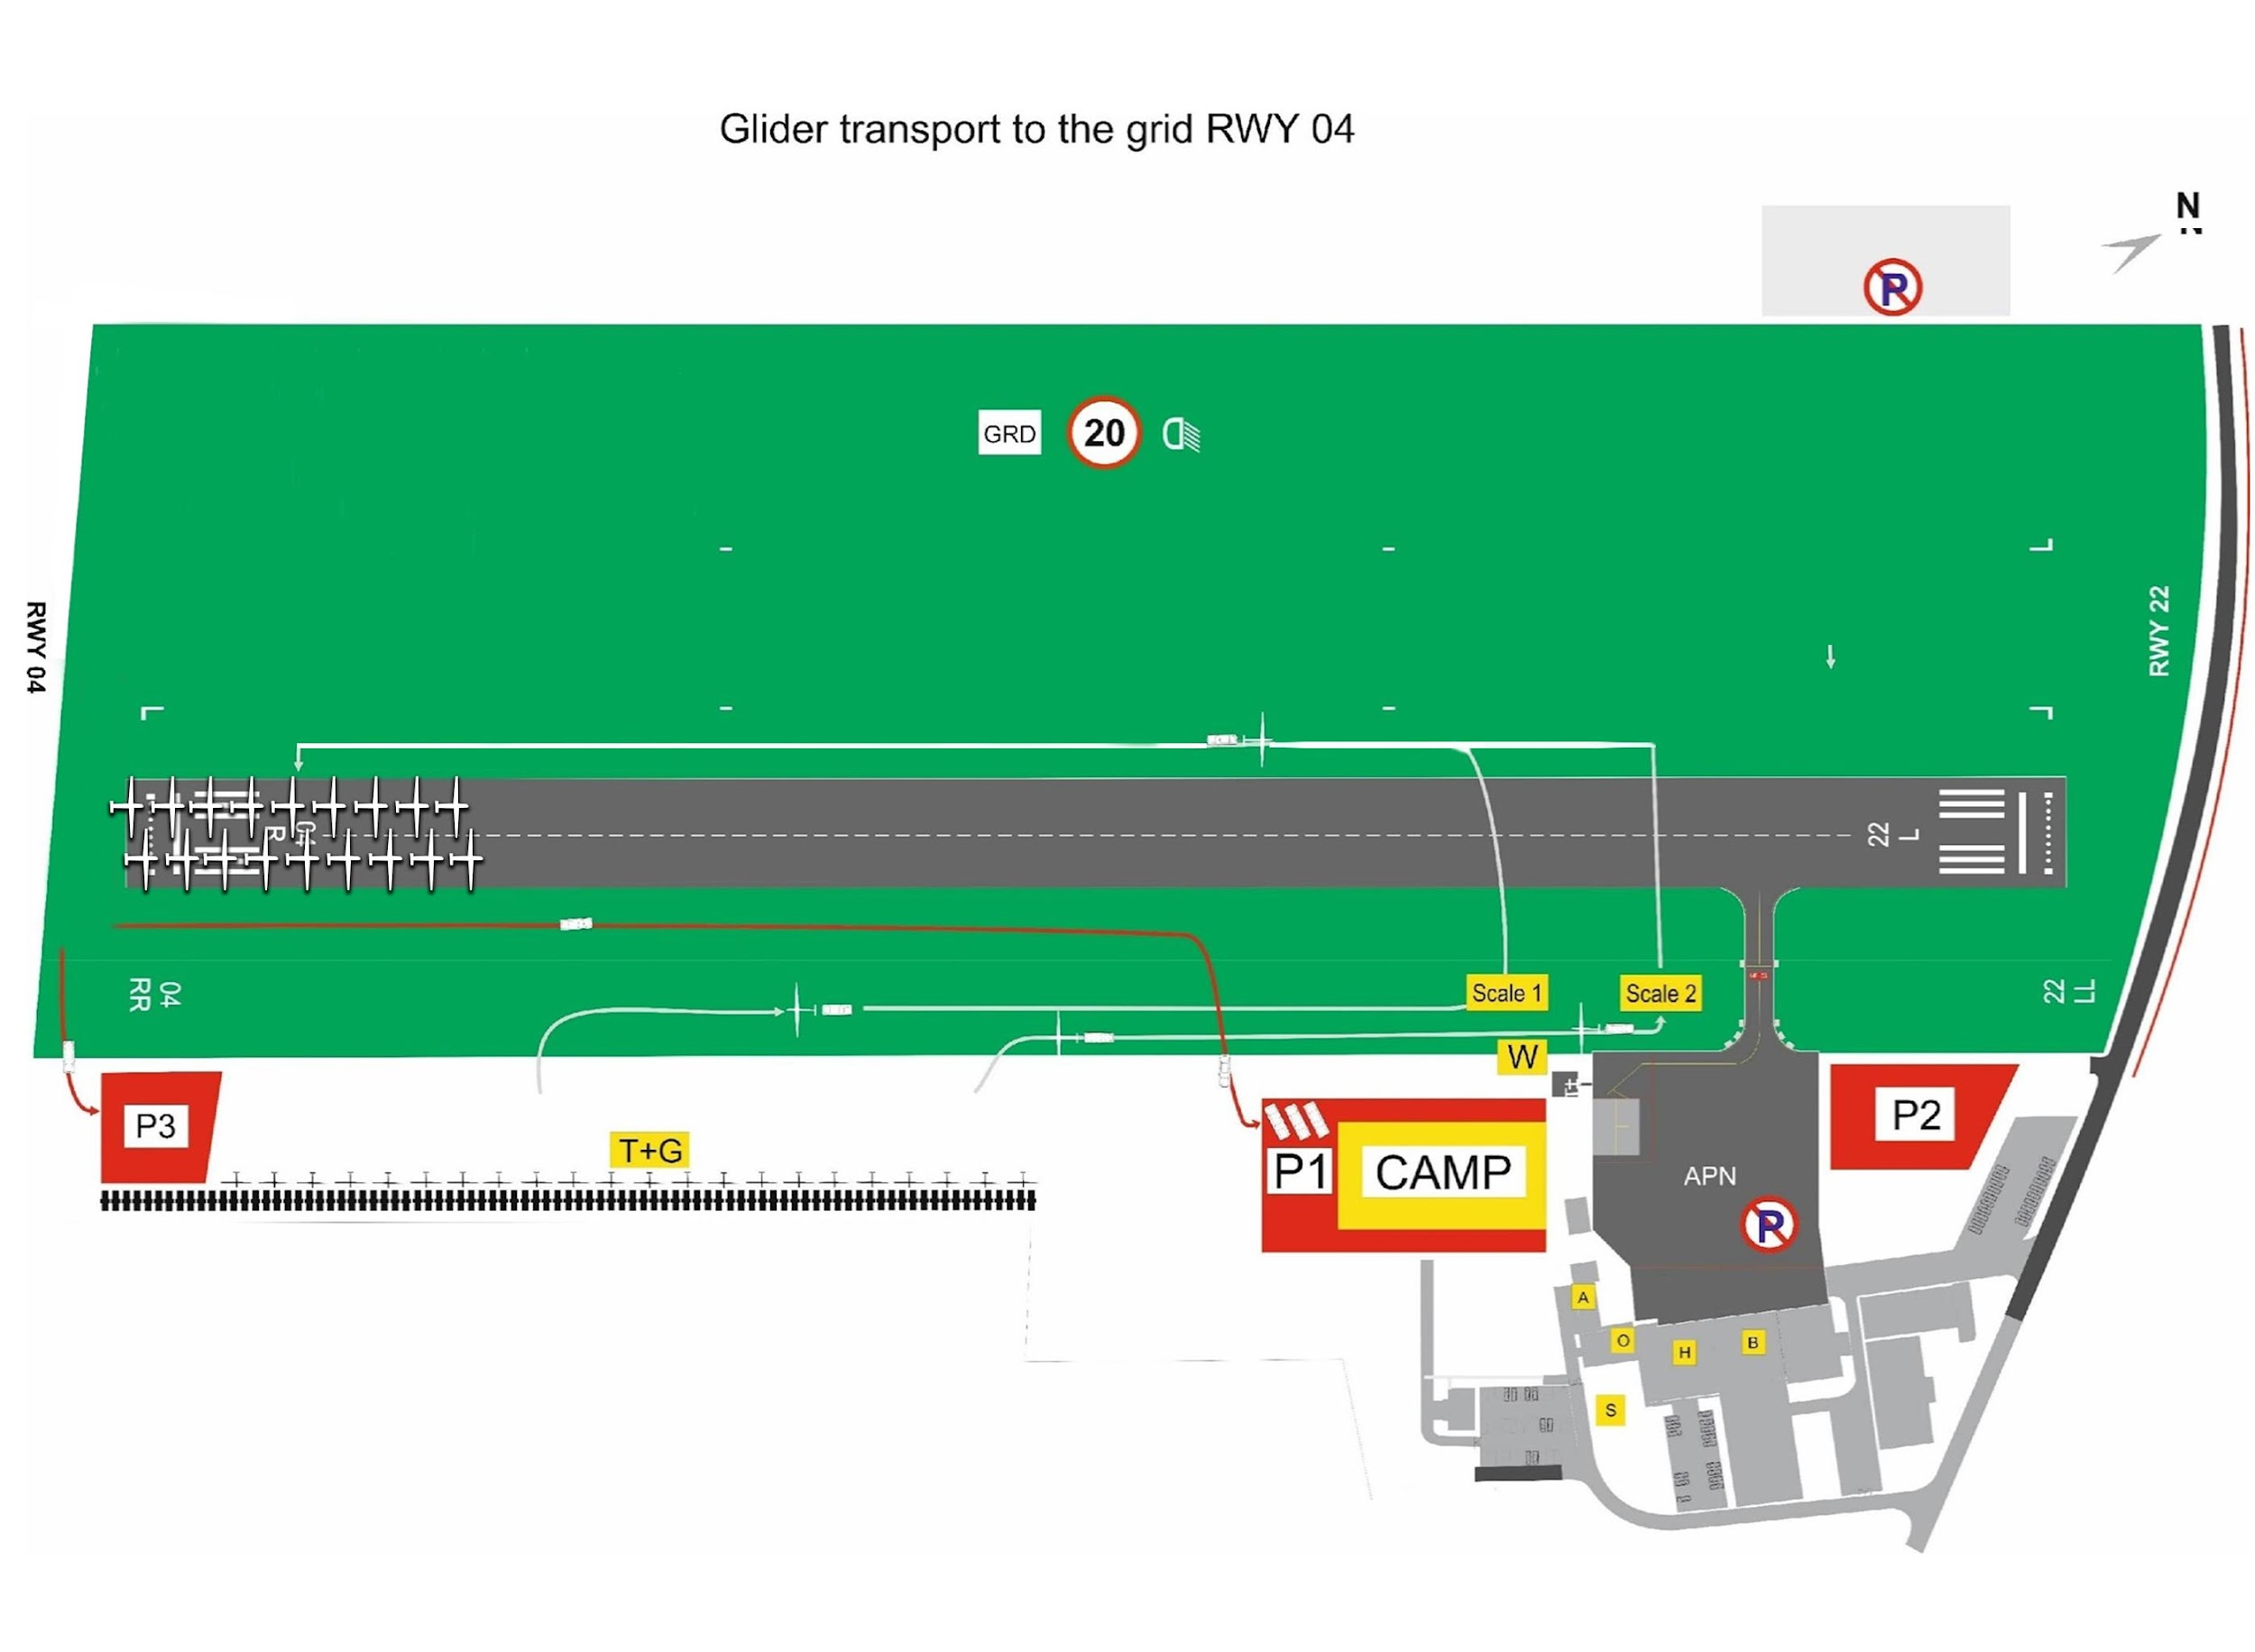 Glider transport to the grid RWY 04
N
P
GRD
20
RWY 04
RWY 22
04
R
22
L
04
RR
22
LL
Scale 1
Scale 2
W
P3
T+G
P1
CAMP
APN
P
P2
A
O
H
B
S